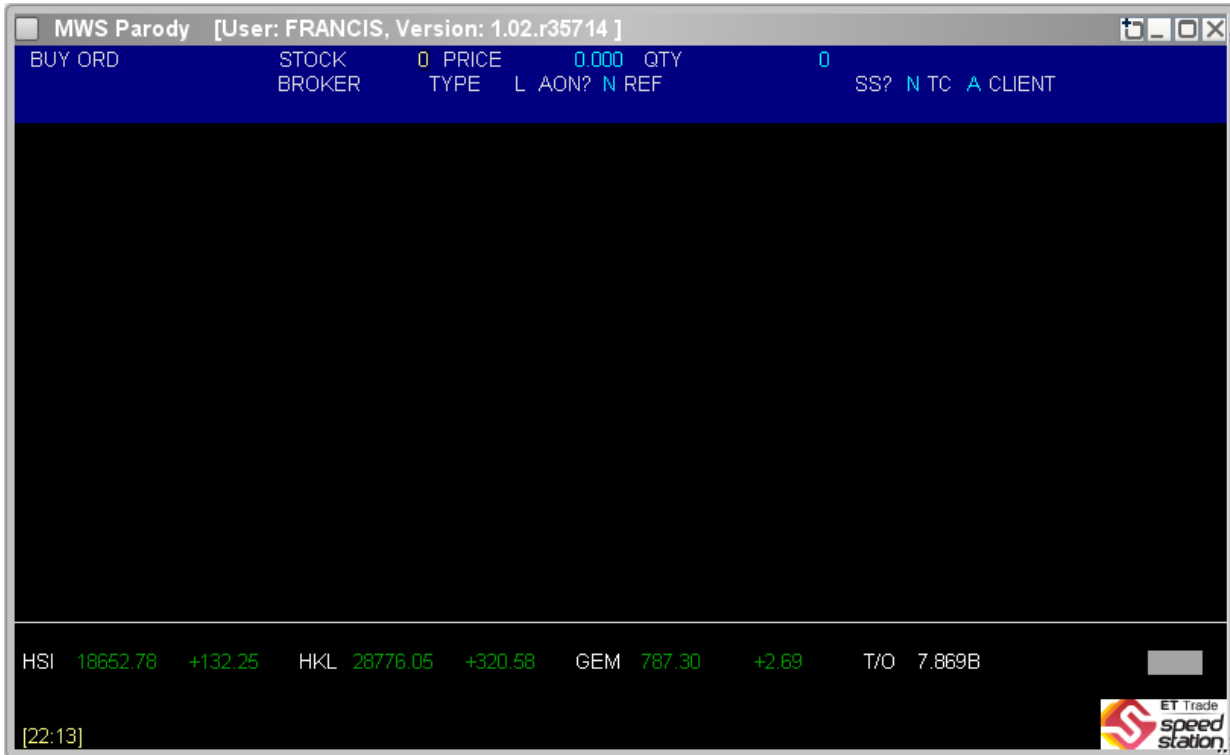 MWS Parody [User: FRANCIS, Version: 1.02.r35714 ]
BUY ORD STOCK 0 PRICE 0.000 QTY 0
BROKER TYPE L AON? N REF SS? N TC A CLIENT
HSI 18652.78 +132.25 HKL 28776.05 +320.58 GEM 787.30 +2.69 T/O 7.869B
ET Trade
speed
station
[22:13]